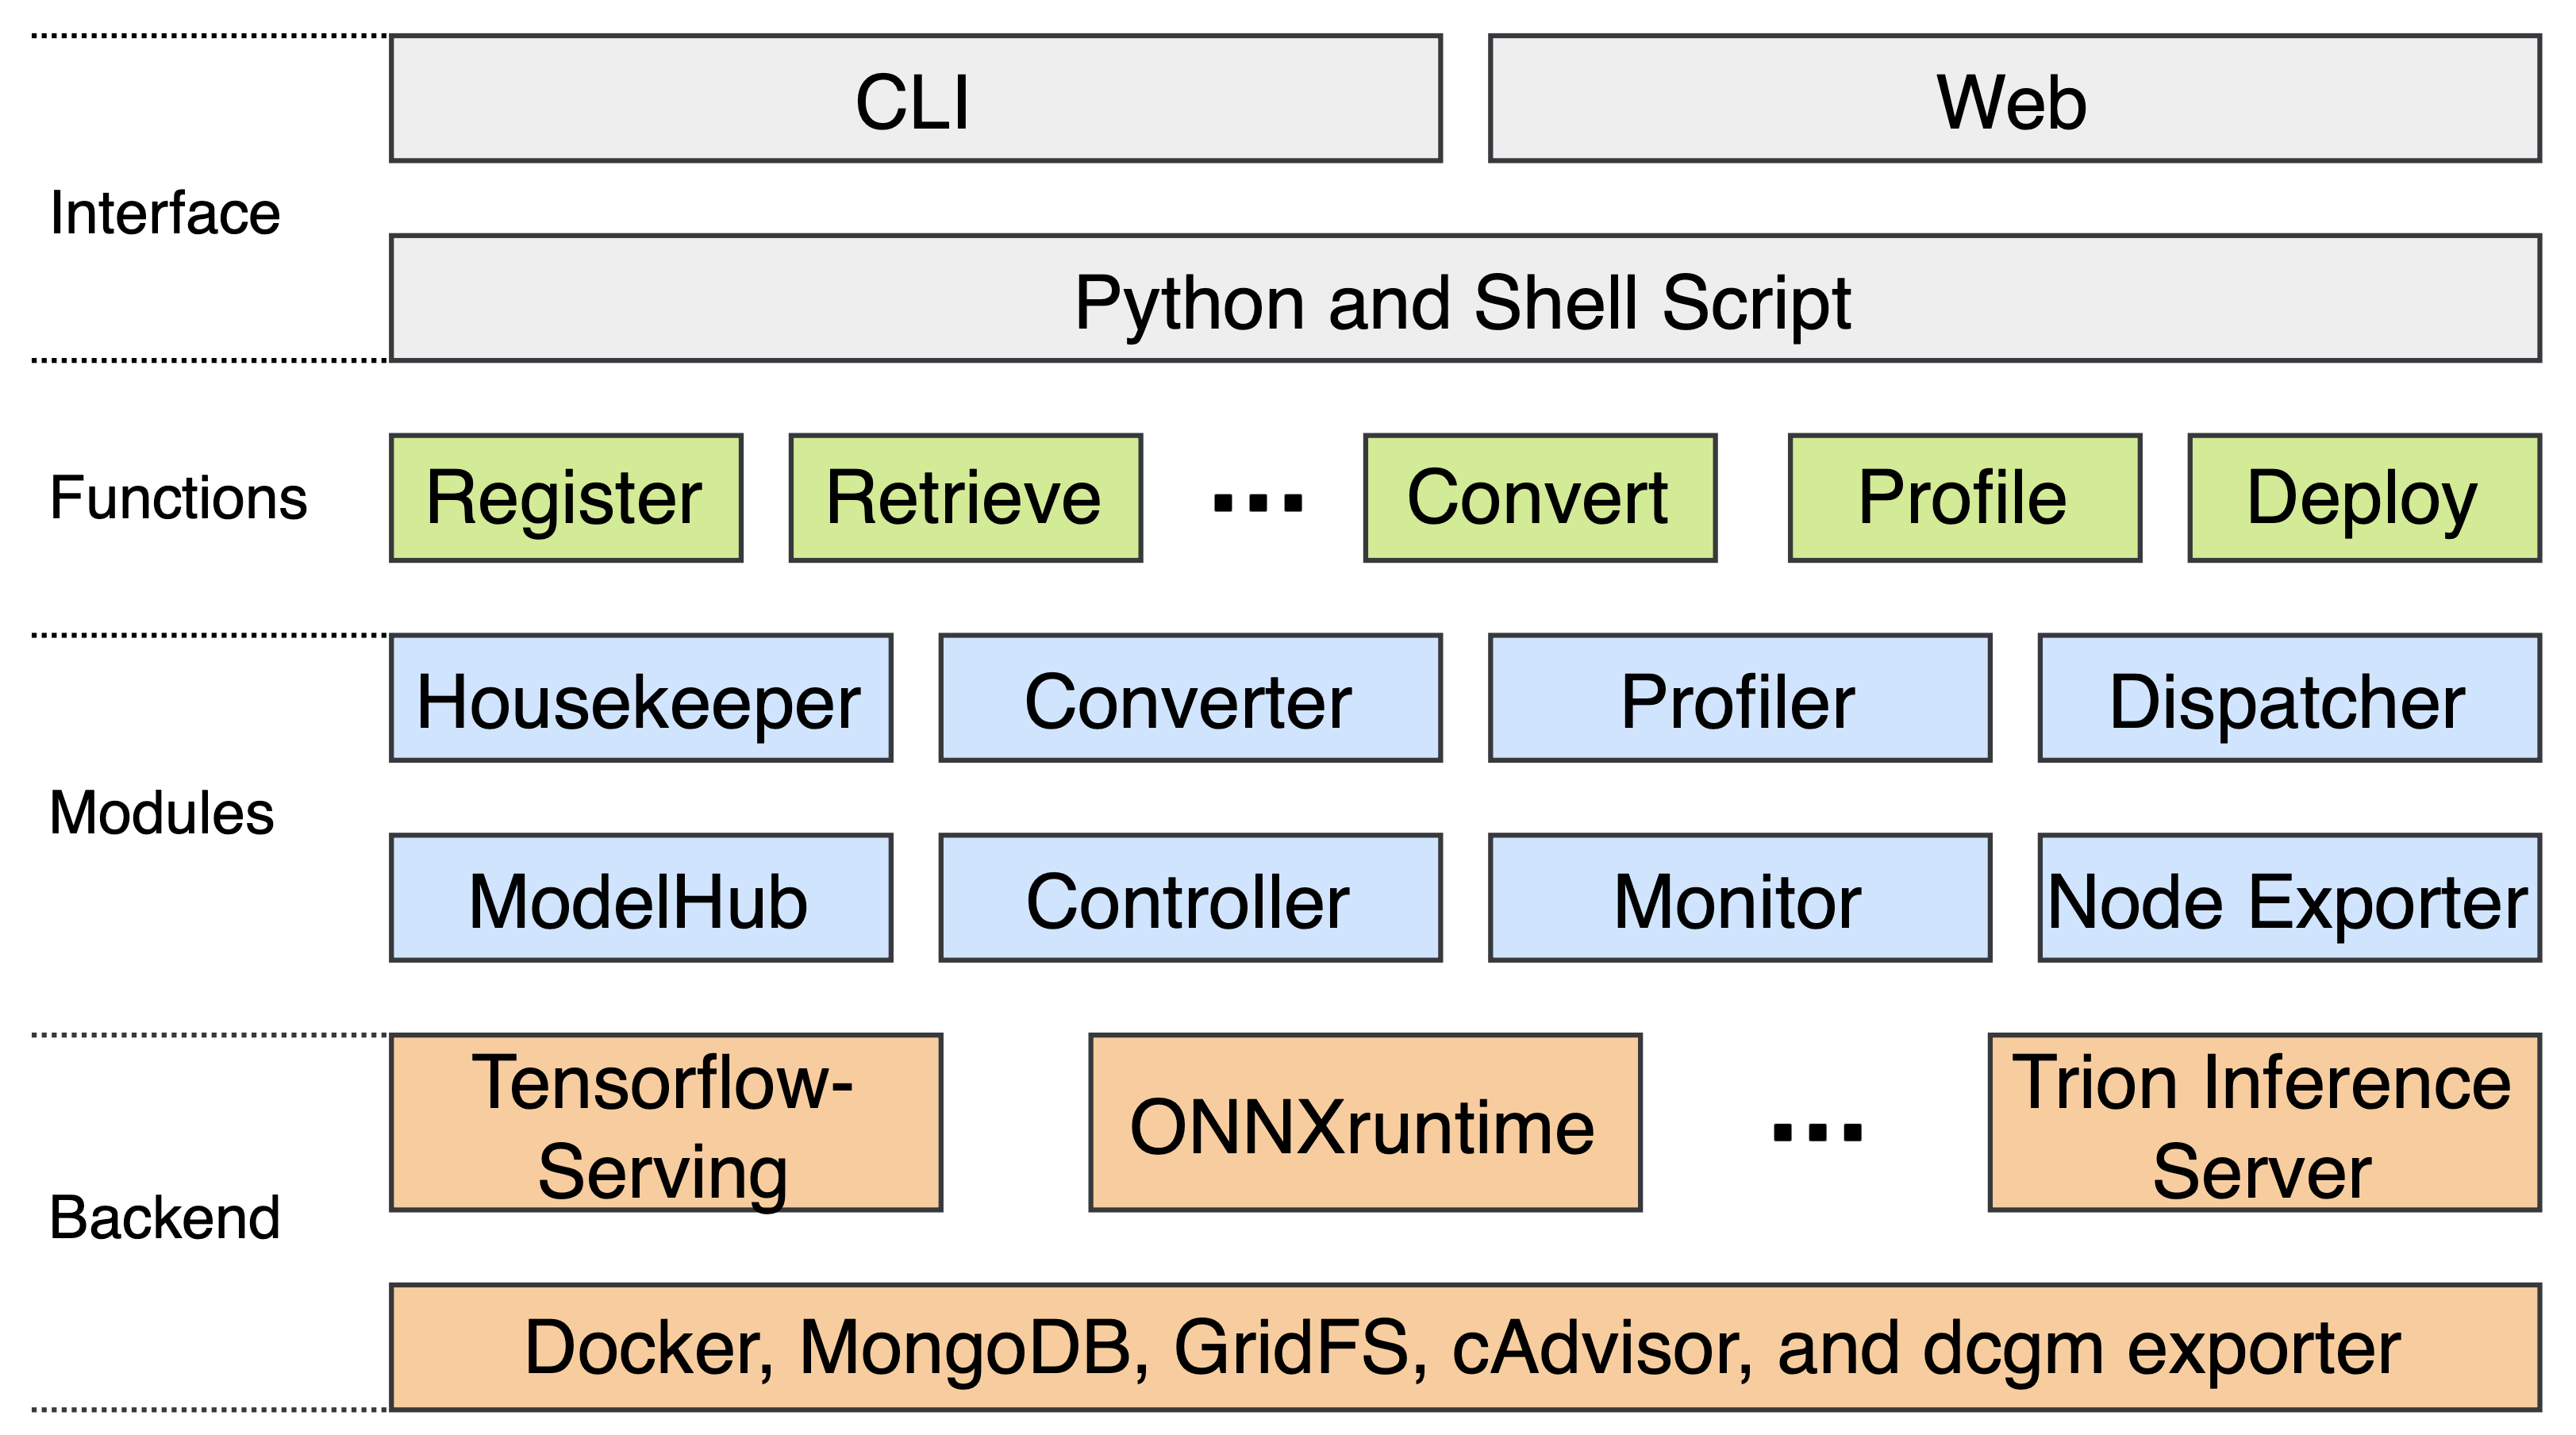 CLI
Web
Interface
Python and Shell Script
Functions
Register
Retrieve
...
Convert
Profile
Deploy
Housekeeper
Converter
Profiler
Dispatcher
Modules
ModelHub
Controller
Monitor
Node Exporter
Tensorflow-
Serving
ONNXruntime
...
Trion Inference
Server
Backend
Docker, MongoDB, GridFS, cAdvisor, and dcgm exporter